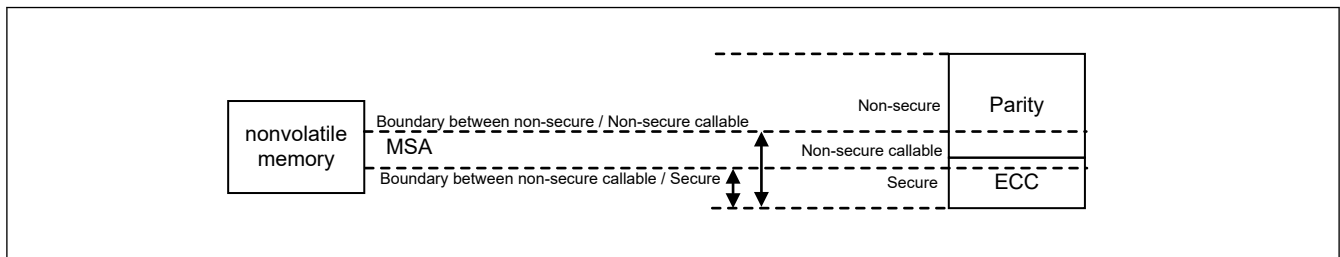 nonvolatile
memory
Boundary between non-secure / Non-secure callable
MSA
Boundary between non-secure callable / Secure
Non-secure
Non-secure callable
Secure
Parity
ECC